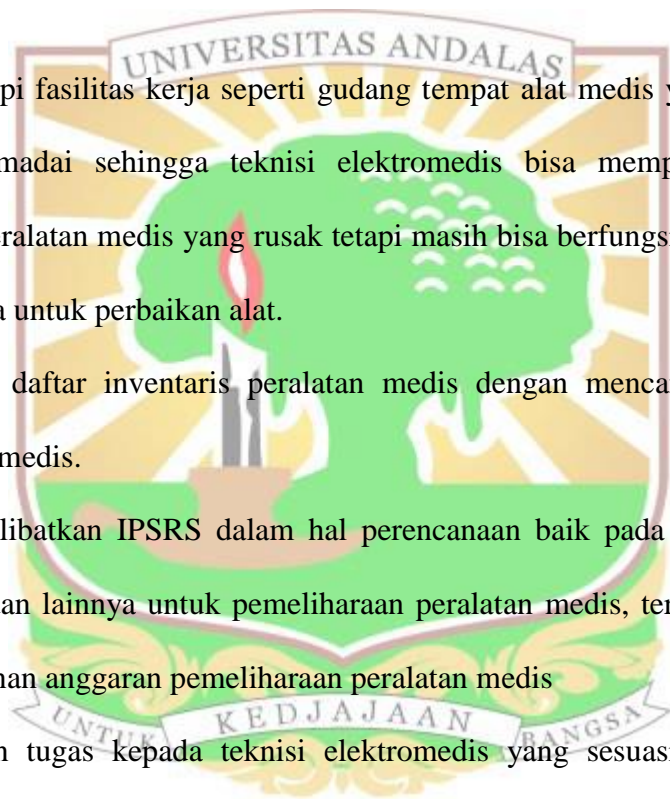 UNIVERSITAS ANDALAS
pi fasilitas kerja seperti gudang tempat alat medis y
madai sehingga teknisi elektromedis bisa memp
eralatan medis yang rusak tetapi masih bisa berfungsi
a untuk perbaikan alat.
daftar inventaris peralatan medis dengan menca
medis.
libatkan IPSRS dalam hal perencanaan baik pada
an lainnya untuk pemeliharaan peralatan medis, ter
nan anggaran pemeliharaan peralatan medis
UNTUK KEDJAJAAN BANGSA
n tugas kepada teknisi elektromedis yang sesuai